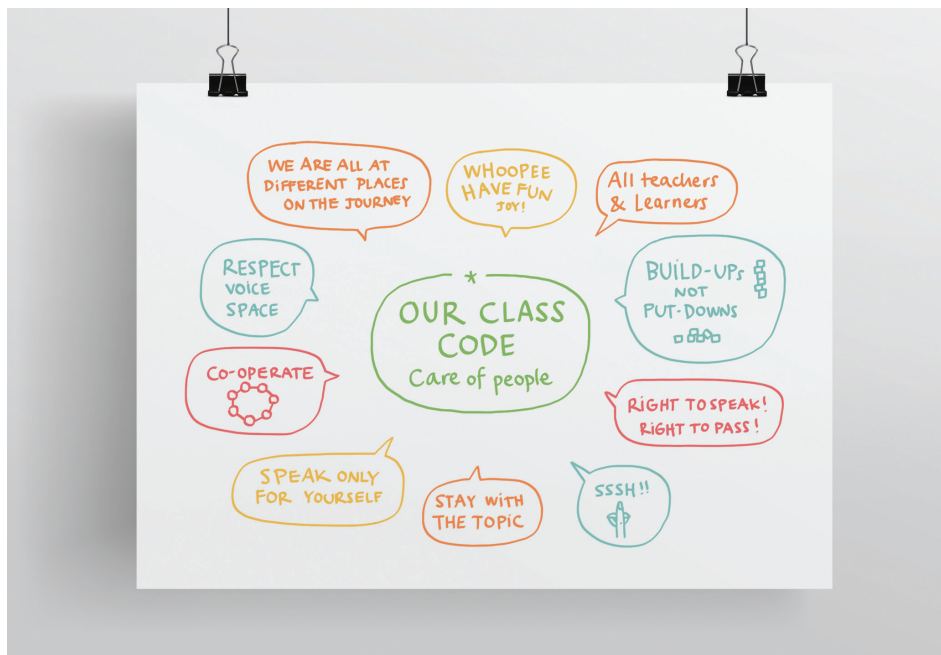 WE ARE ALL AT
DIFFERENT PLACES
ON THE JOURNEY
WHOOPEE
HAVE FUN
JOY!
All teachers
& Learners
RESPECT
VOICE
SPACE
* 
OUR CLASS
CODE
Care of people
BUILD-UPs
NOT
PUT-DOWNS
CO-OPERATE
RIGHT TO SPEAK!
RIGHT TO PASS!
SPEAK ONLY
FOR YOURSELF
STAY WITH
THE TOPIC
SSSH!!